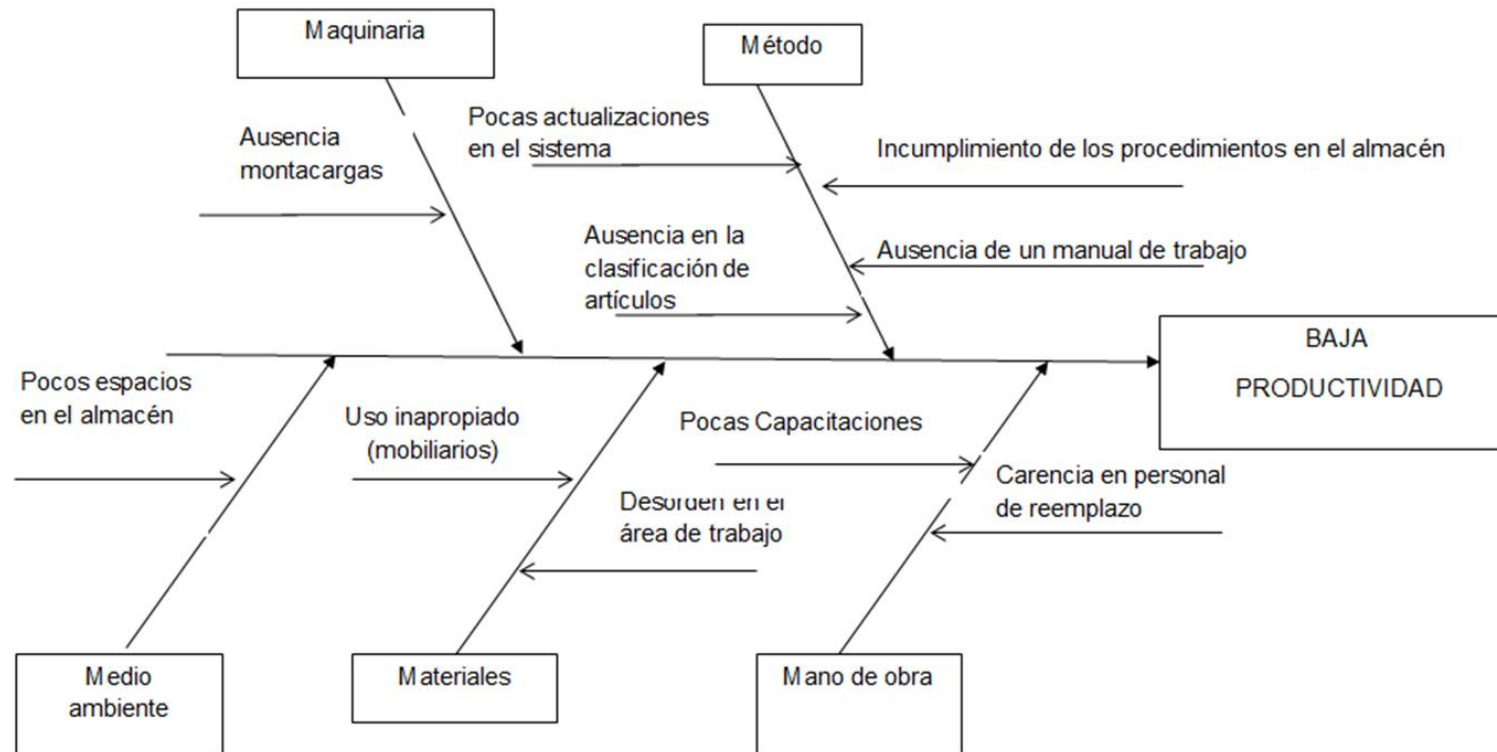 Maquinaria
Método
Pocas actualizaciones
en el sistema
Ausencia
montacargas
Incumplimiento de los procedimientos en el almacén
Ausencia en la
clasificación de
artículos
Ausencia de un manual de trabajo
BAJA
PRODUCTIVIDAD
Pocos espacios
en el almacén
Uso inapropiado
(mobiliarios)
Pocas Capacitaciones
Desorden en el
área de trabajo
Carencia en personal
de reemplazo
Medio
ambiente
Materiales
Mano de obra